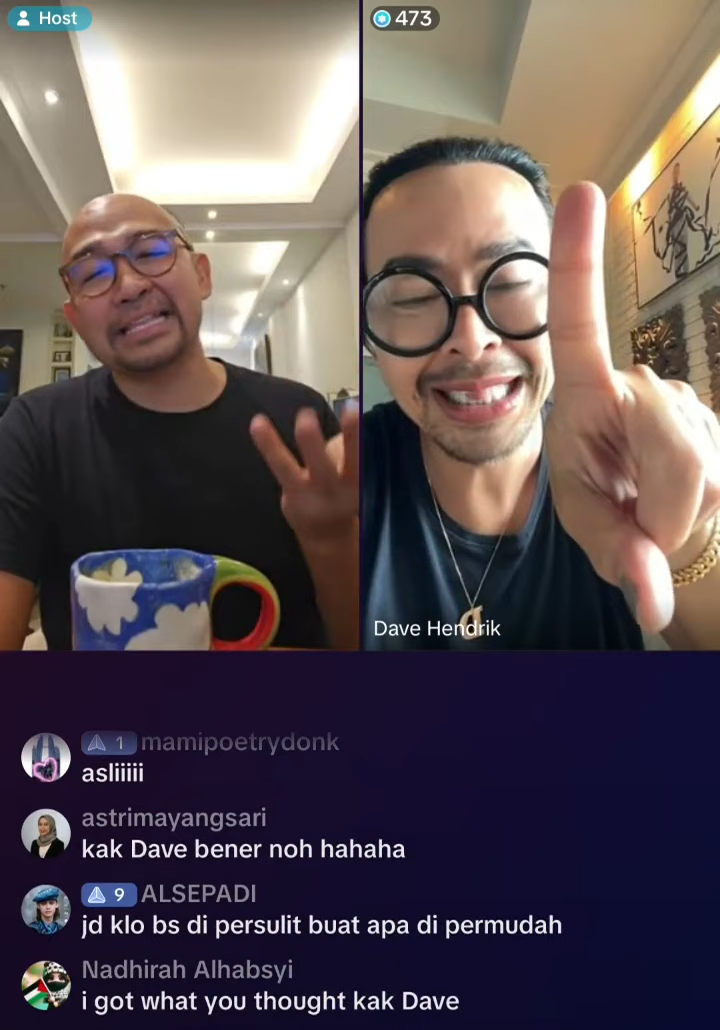 Host
473
Dave Hendrik
1 mamipoetrydonk
asliiiii
astrimayangsari
kak Dave bener noh hahaha
9 ALSEPADI
jd klo bs di persulit buat apa di permudah
Nadhirah Alhabsyi
i got what you thought kak Dave